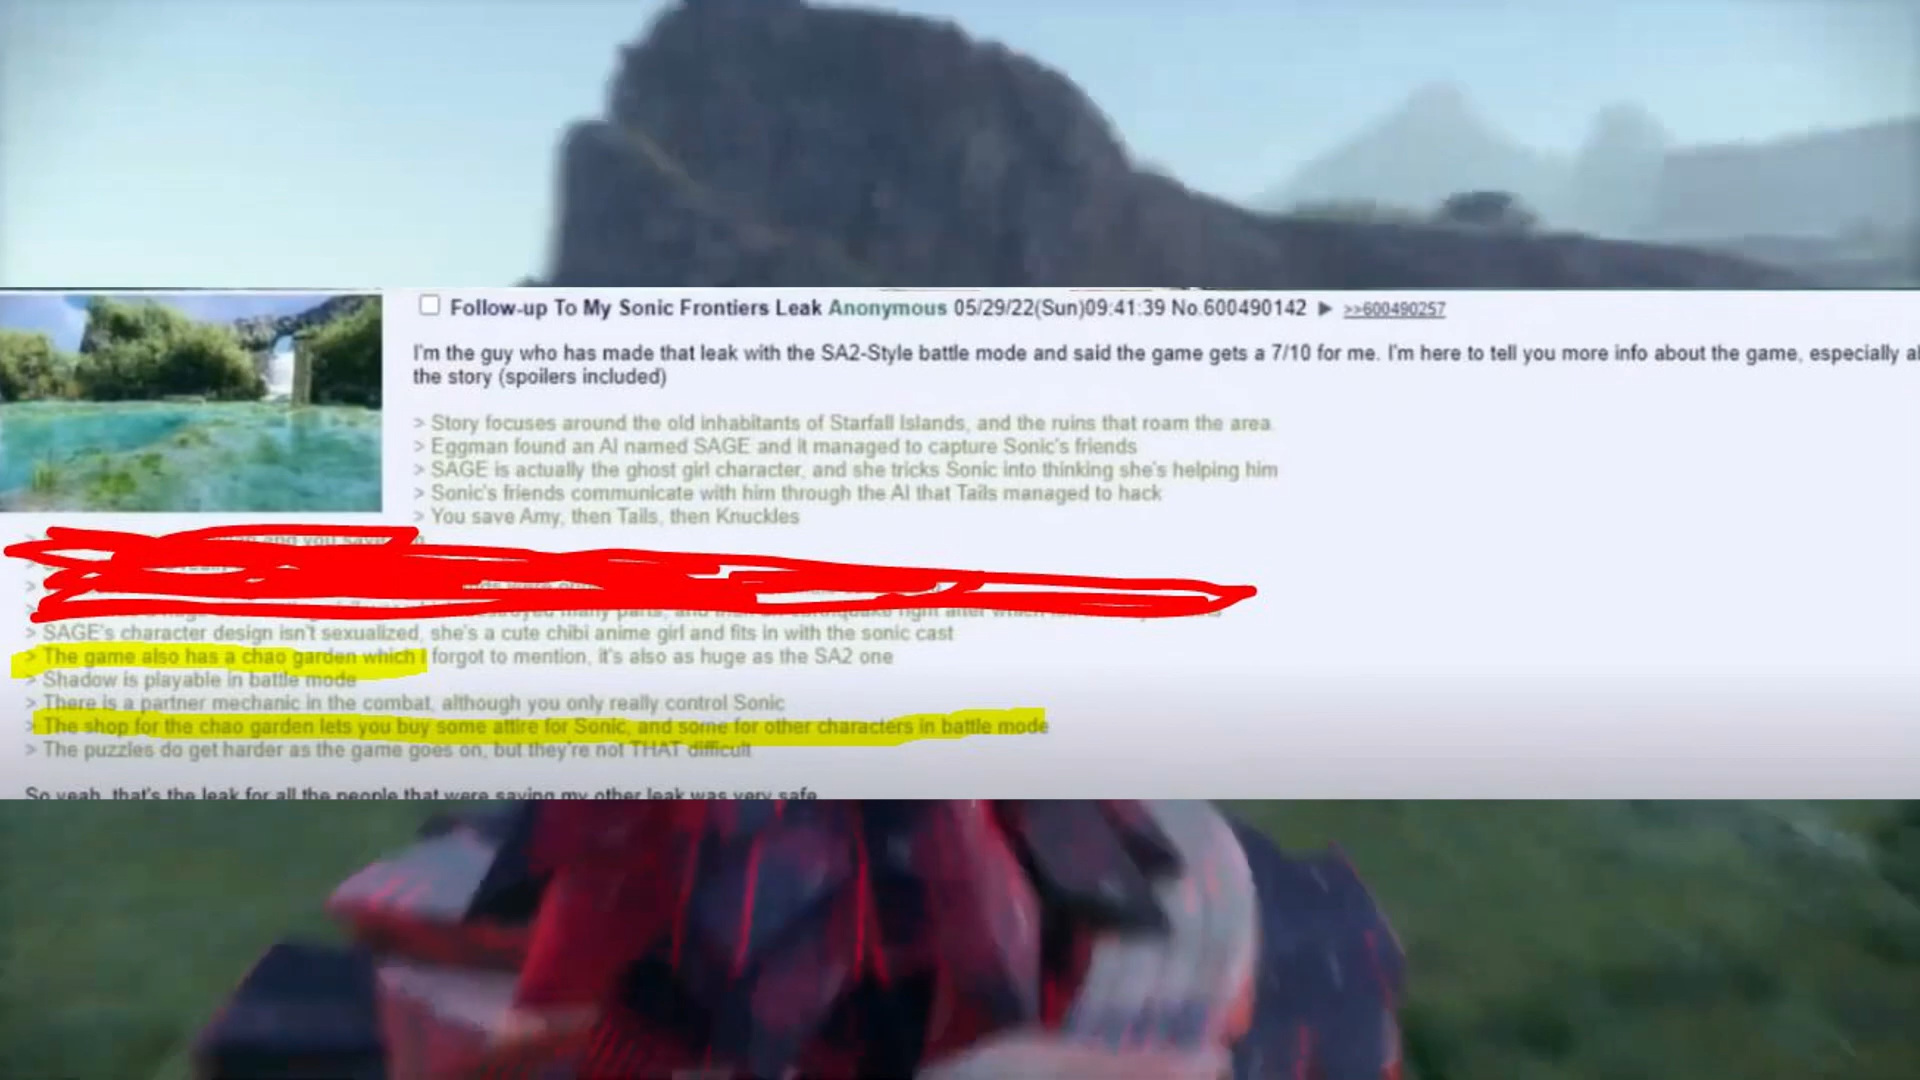 Follow-up To My Sonic Frontiers Leak Anonymous 05/29/22(Sun)09:41:39 No.600490142 ▶ >>600490257
I'm the guy who has made that leak with the SA2-Style battle mode and said the game gets a 7/10 for me. I'm here to tell you more info about the game, especially
the story (spoilers included)
> Story focuses around the old inhabitants of Starfall Islands, and the ruins that roam the area.
> Eggman found an AI named SAGE and it managed to capture Sonic's friends
> SAGE is actually the ghost girl character, and she tricks Sonic into thinking she's helping him
> Sonic's friends communicate with him through the AI that Tails managed to hack
> You save Amy, then Tails, then Knuckles
and you
many parts, and right after
> SAGE's character design isn't sexualized, she's a cute chibi anime girl and fits in with the sonic cast
> The game also has a chao garden which I forgot to mention, it's also as huge as the SA2 one
> Shadow is playable in battle mode
> There is a partner mechanic in the combat, although you only really control Sonic
> The shop for the chao garden lets you buy some attire for Sonic, and some for other characters in battle mode
> The puzzles do get harder as the game goes on, but they're not THAT difficult
So yeah, that's the leak for all the people that were saying my other leak was very safe